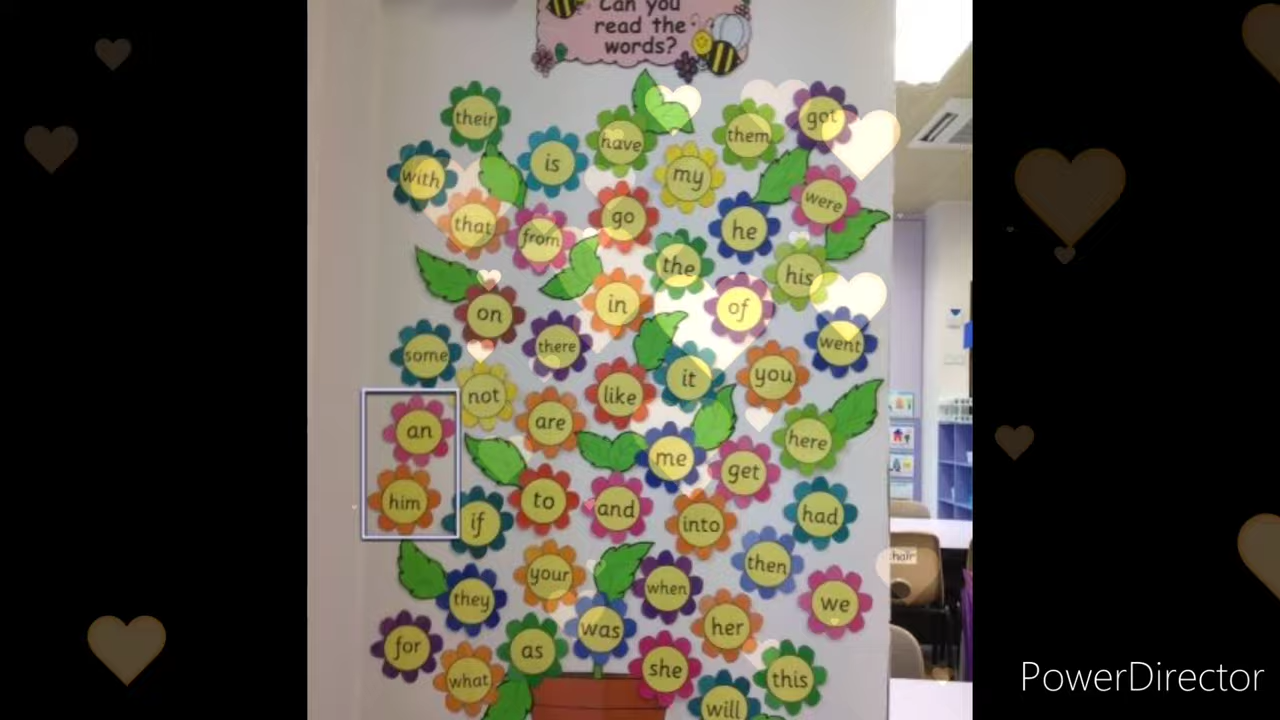 Can you
read the
words?
their
is
have
them
got
with
my
were
that
from
go
he
the
his
on
in
of
some
there
it
went
not
like
you
an
are
me
here
him
if
to
and
get
into
had
they
your
when
then
we
for
what
as
was
her
she
this
will
chair
PowerDirector